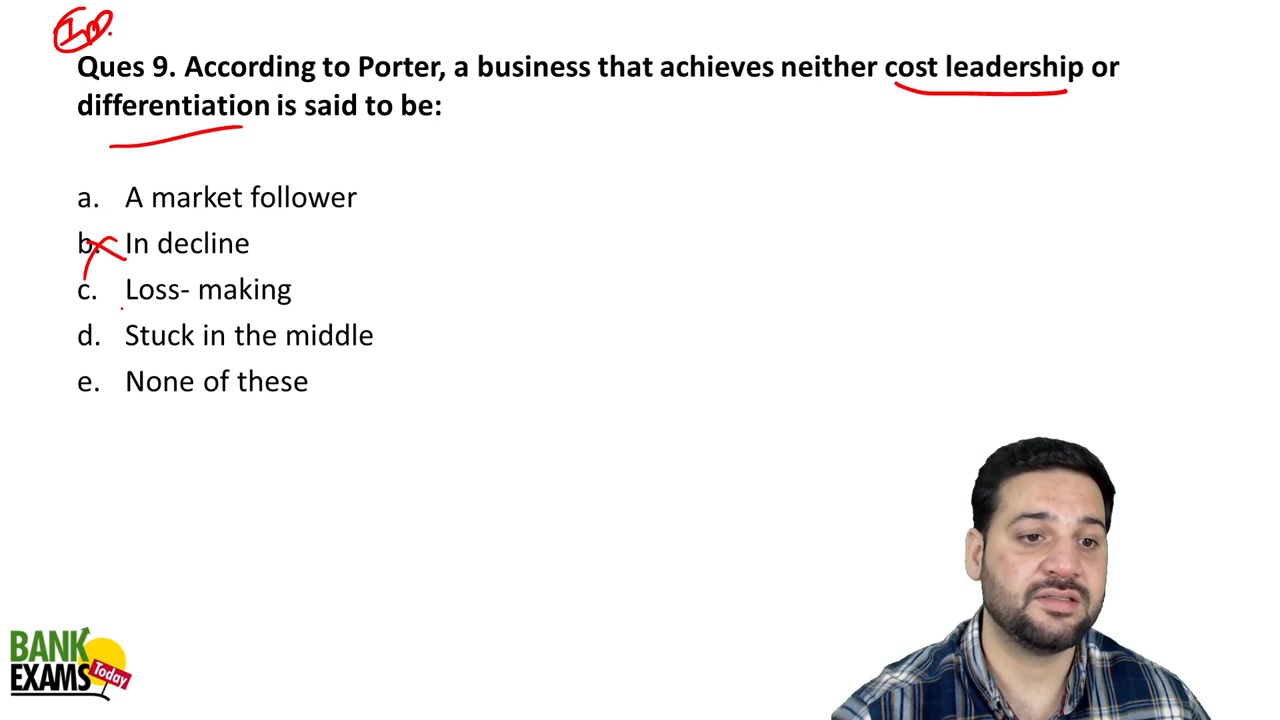 Imp.
Ques 9. According to Porter, a business that achieves neither cost leadership or
differentiation is said to be:
a. A market follower
b. In decline
c. Loss- making
d. Stuck in the middle
e. None of these
BANK
EXAMS Today